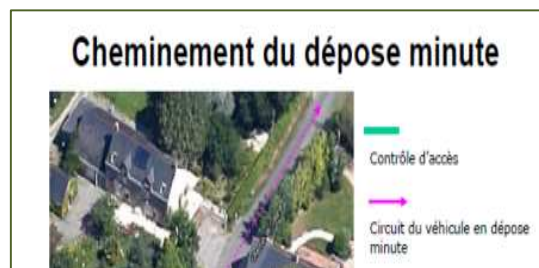 Cheminement du dépose minute
Contrôle d'accès
Circuit du véhicule en dépose
minute